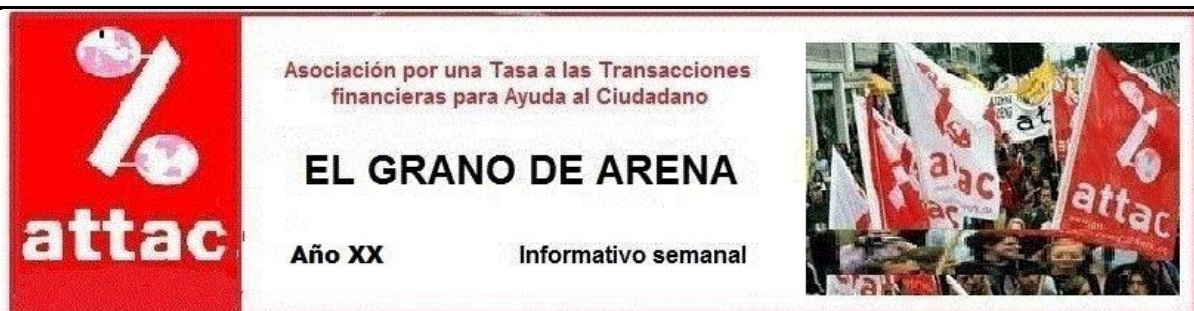 attac
Asociación por una Tasa a las Transacciones
financieras para Ayuda al Ciudadano
EL GRANO DE ARENA
Año XX
Informativo semanal
attac
attac